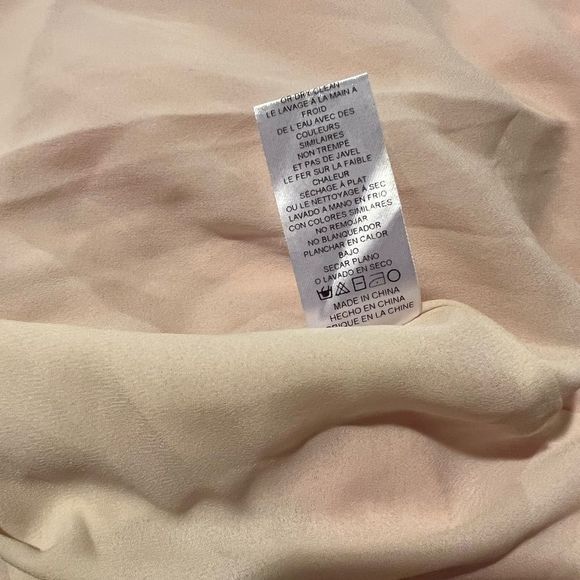 OR DRY CLEAN
LE LAVAGE À LA MAIN À
FROID
DE L'EAU AVEC DES
COULEURS
SIMILAIRES
NON TREMPÉ
ET PAS DE JAVEL
LE FER SUR LA FAIBLE
CHALEUR
SÉCHAGE À PLAT
OU LE NETTOYAGE À SEC
LAVADO A MANO EN FRIO
CON COLORES SIMILARES
NO REMOJAR
NO BLANQUEADOR
PLANCHAR EN CALOR
BAJO
SECAR PLANO
O LAVADO EN SECO
MADE IN CHINA
HECHO EN CHINA
RIQUE EN LA CHINE